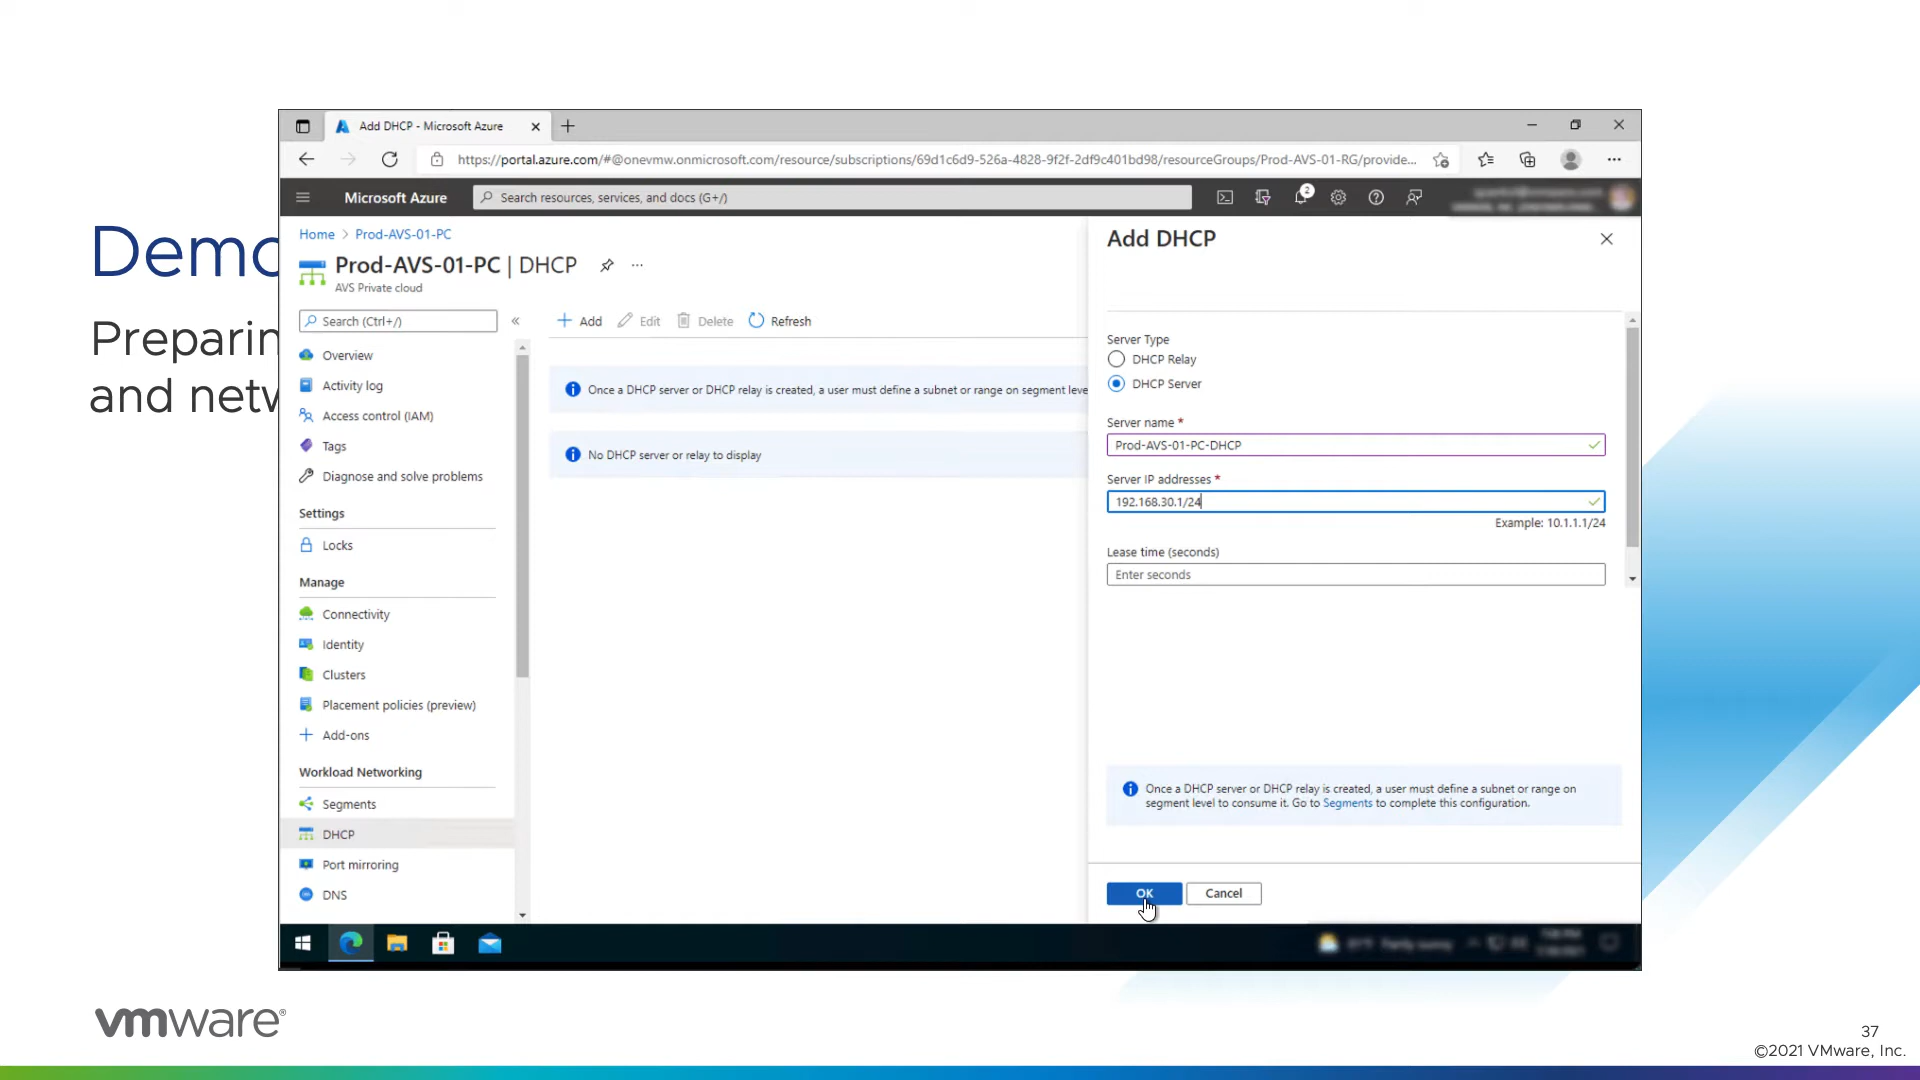 Demo
Preparin
and netw
Add DHCP - Microsoft Azure
https://portal.azure.com/#@onevmw.onmicrosoft.com/resource/subscriptions/69d1c6d9-526a-4828-9f2f-2df9c401bd98/resourceGroups/Prod-AVS-01-RG/provide...
Microsoft Azure
Search resources, services, and docs (G+/)
2
Home > Prod-AVS-01-PC
Prod-AVS-01-PC | DHCP
AVS Private cloud
Search (Ctrl+/)
Overview
Activity log
Access control (IAM)
Tags
Diagnose and solve problems
Settings
Locks
Manage
Connectivity
Identity
Clusters
Placement policies (preview)
Add-ons
Workload Networking
Segments
DHCP
Port mirroring
DNS
Add Edit Delete Refresh
Once a DHCP server or DHCP relay is created, a user must define a subnet or range on segment leve
No DHCP server or relay to display
Add DHCP
Server Type
DHCP Relay
DHCP Server
Server name *
Prod-AVS-01-PC-DHCP
Server IP addresses *
192.168.30.1/24
Example: 10.1.1.1/24
Lease time (seconds)
Enter seconds
Once a DHCP server or DHCP relay is created, a user must define a subnet or range on
segment level to consume it. Go to Segments to complete this configuration.
OK Cancel
vmware®
37
©2021 VMware, Inc.